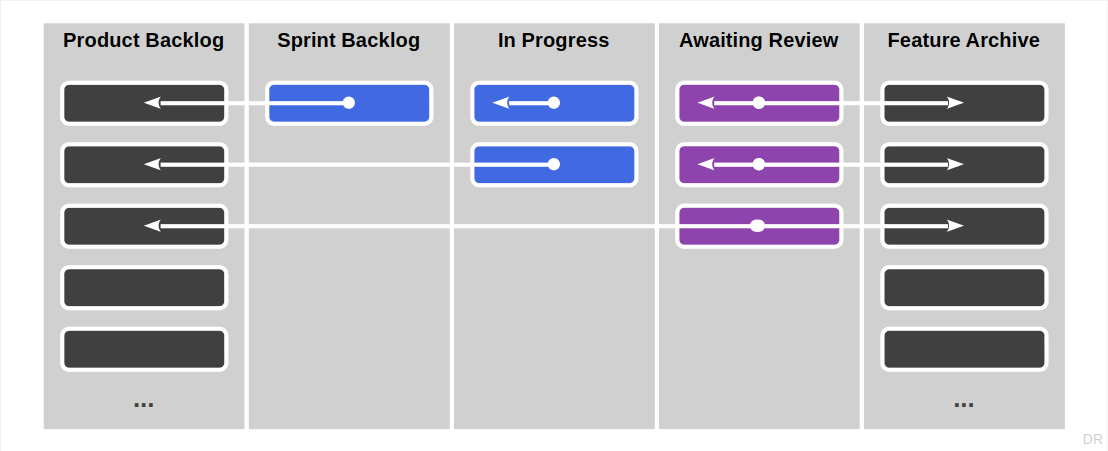 Product Backlog
Sprint Backlog
In Progress
Awaiting Review
Feature Archive
...
...
DR